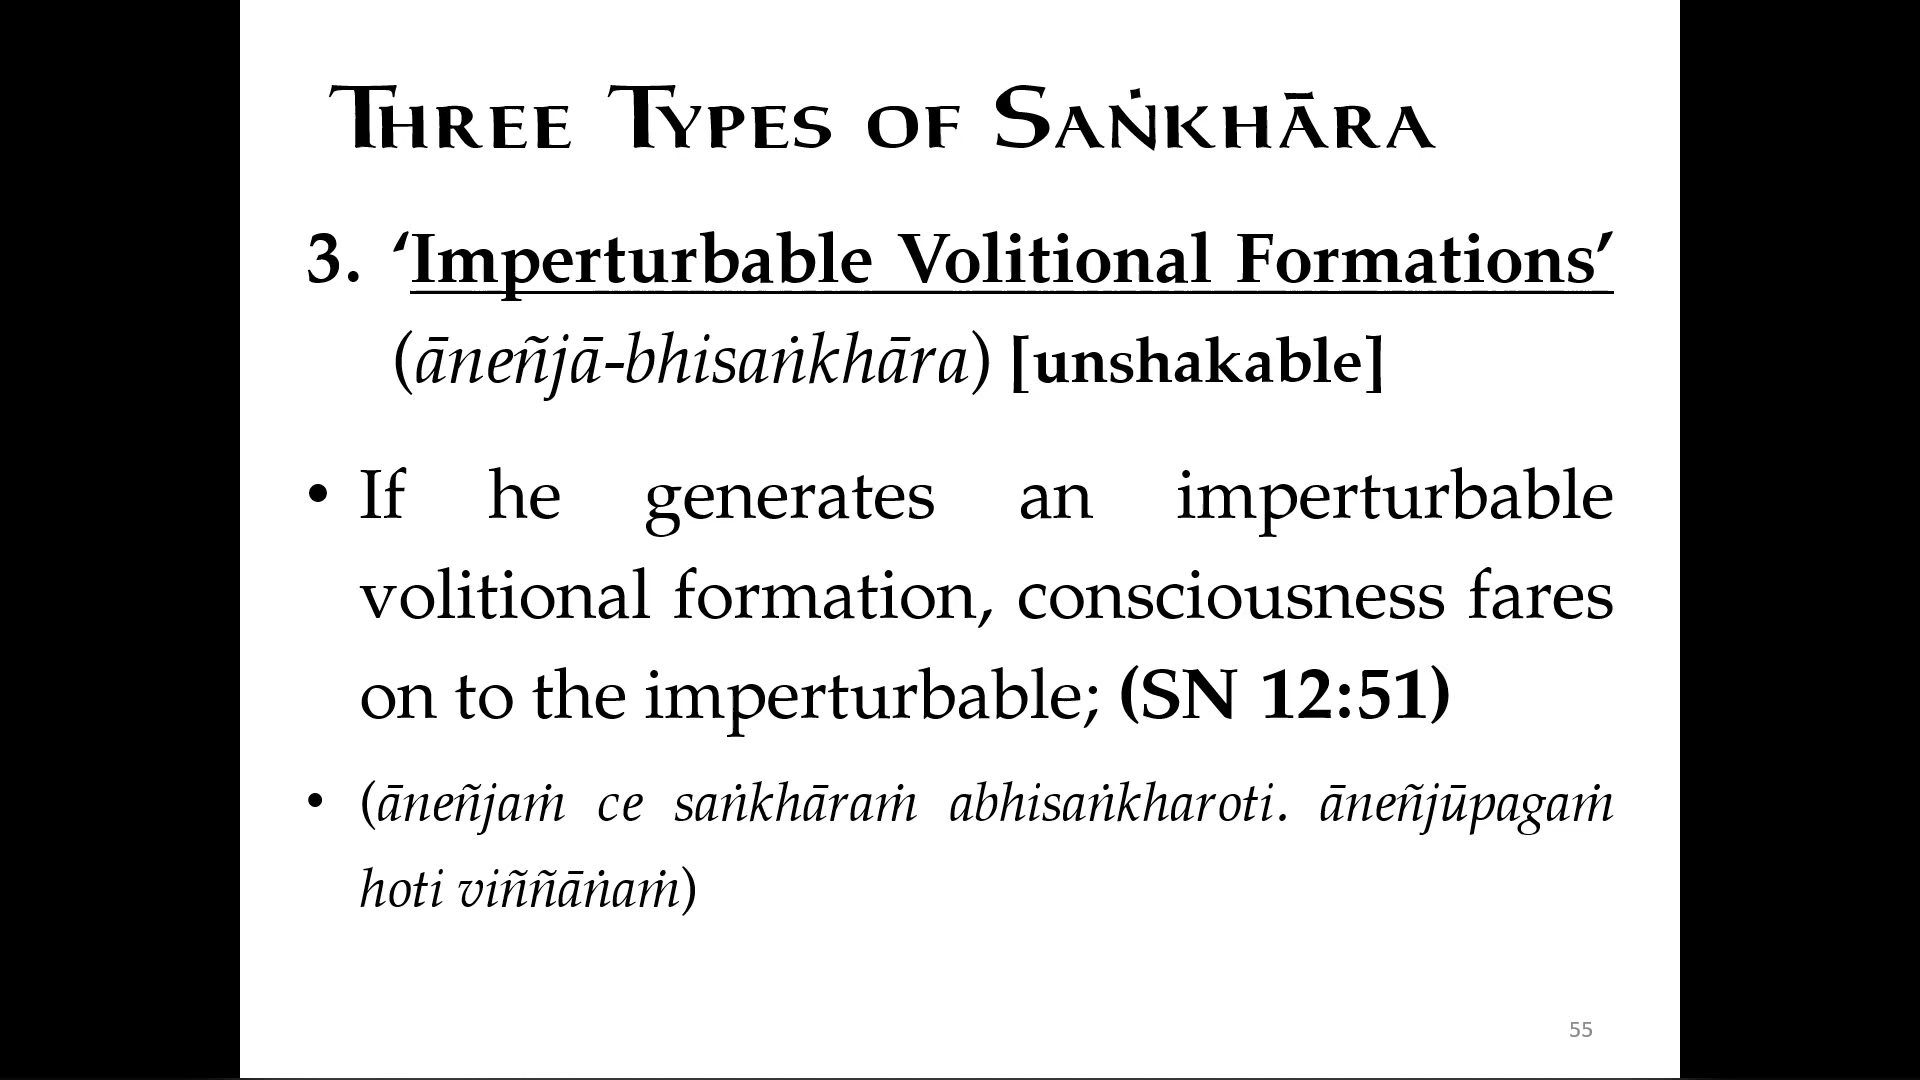 Three Types of Saṅkhāra
3. ‘Imperturbable Volitional Formations’
(āneñjā-bhisaṅkhāra) [unshakable]
• If he generates an imperturbable
volitional formation, consciousness fares
on to the imperturbable; (SN 12:51)
• (āneñjaṁ ce saṅkhāraṁ abhisaṅkharoti. āneñjūpagaṁ
hoti viññāṅaṁ)
55